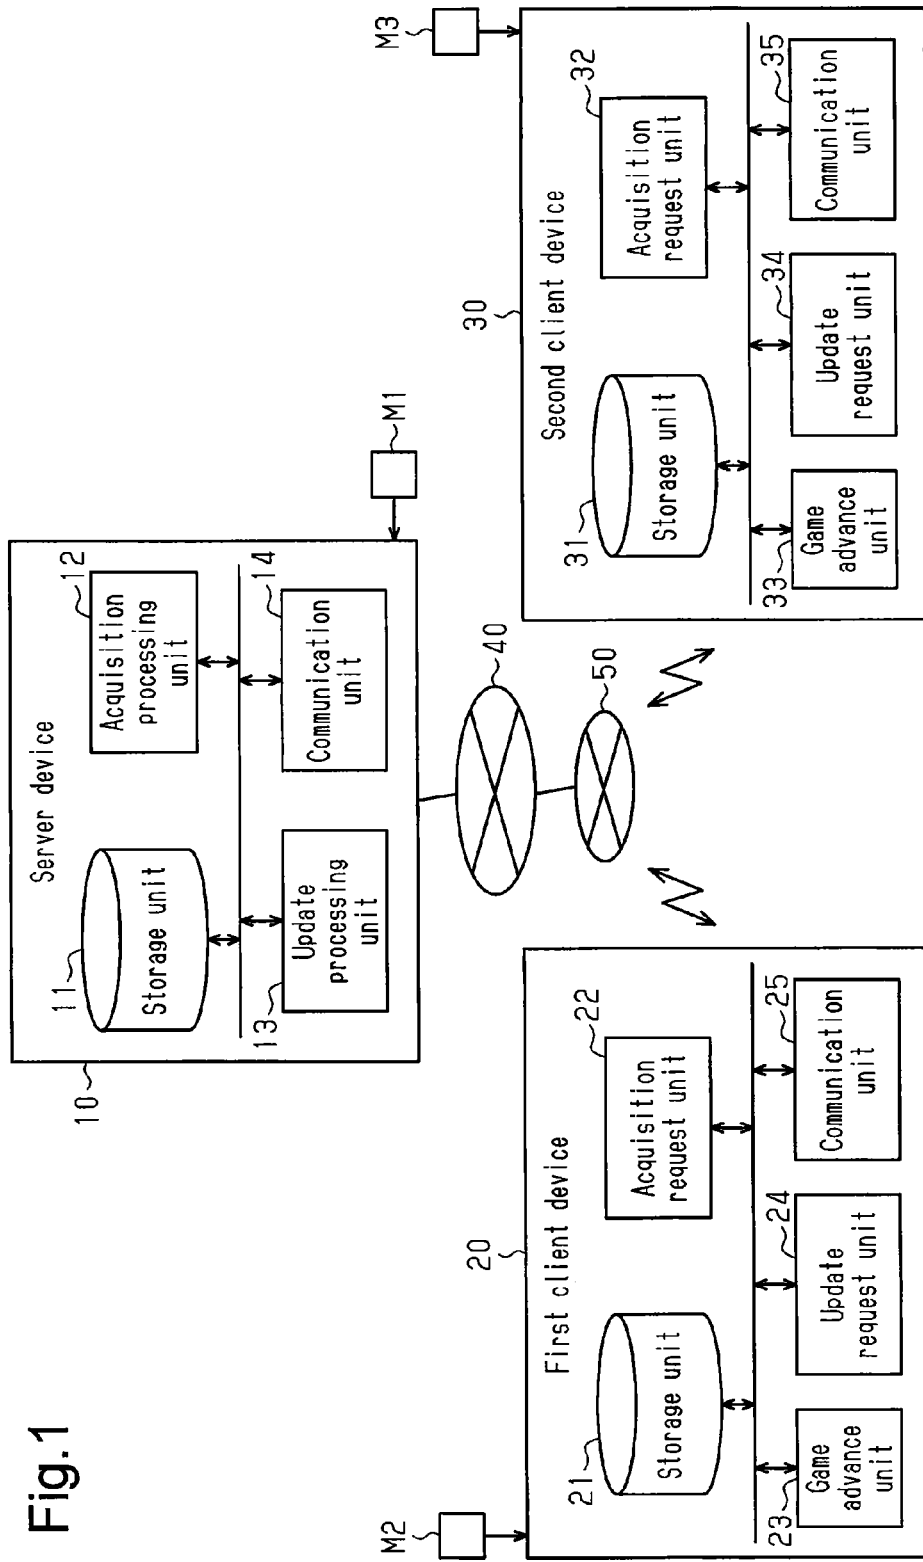 Fig.1
10
Server device
11
Storage unit
12
Acquisition
processing
unit
13
Update
processing
unit
14
Communication
unit
M1
40
50
M2
20
First client device
21
Storage unit
22
Acquisition
request unit
23
Game
advance
unit
24
Update
request unit
25
Communication
unit
M3
30
Second client device
31
Storage unit
32
Acquisition
request unit
33
Game
advance
unit
34
Update
request unit
35
Communication
unit